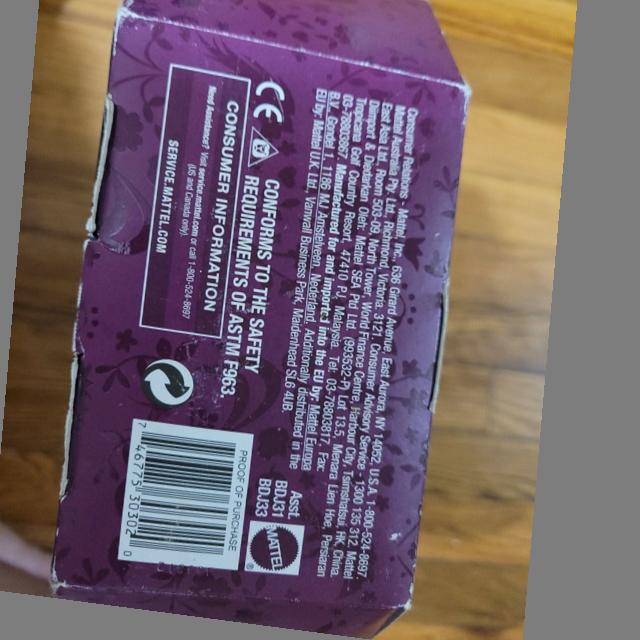 Consumer Relations - Mattel, Inc., 636 Girard Avenue, East Aurora, NY 14052, U.S.A. 1-800-524-8697.
Mattel Australia Pty., Ltd., Richmond, Victoria. 3121. Consumer Advisory Service - 1300 135 312. Mattel
East Asia Ltd., Room 503-09, North Tower, World Finance Centre, Harbour City, Tsimshatsui, HK, China.
Diimport & Diedarkan Oleh: Mattel SEA Ptd Ltd. (993532-P) Lot 13.5, Menara Lien Hoe, Persiaran
Tropicana Golf Country Resort, 47410 PJ. Malaysia. Tel: 03-78803817, Fax:
03-78803867. Manufactured for and imported into the EU by: Mattel Europa
B.V., Gondel 1, 1186 MJ Amstelveen, Nederland. Additionally distributed in the
EU by: Mattel U.K. Ltd., Vanwall Business Park, Maidenhead SL6 4UB.
CE
CONFORMS TO THE SAFETY
REQUIREMENTS OF ASTM F963
CONSUMER INFORMATION
Need Assistance? Visit service.mattel.com or call 1-800-524-8697
(US and Canada only).
SERVICE.MATTEL.COM
Asst.
BDJ31
BDJ33
MATTEL
®
PROOF OF PURCHASE
7 46775 30302 0